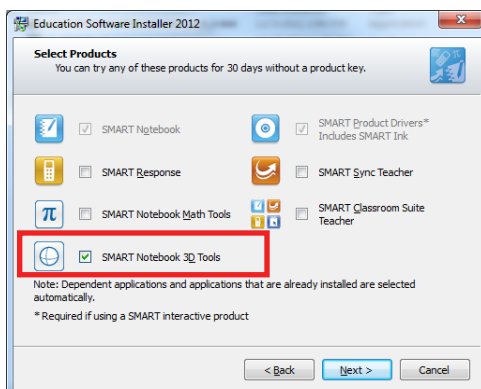 Education Software Installer 2012
Select Products
You can try any of these products for 30 days without a product key.
SMART Notebook
SMART Product Drivers*
Includes SMART Ink
SMART Response
SMART Sync Teacher
SMART Notebook Math Tools
SMART Classroom Suite
Teacher
SMART Notebook 3D Tools
Note: Dependent applications and applications that are already installed are selected
automatically.
* Required if using a SMART interactive product
< Back
Next >
Cancel